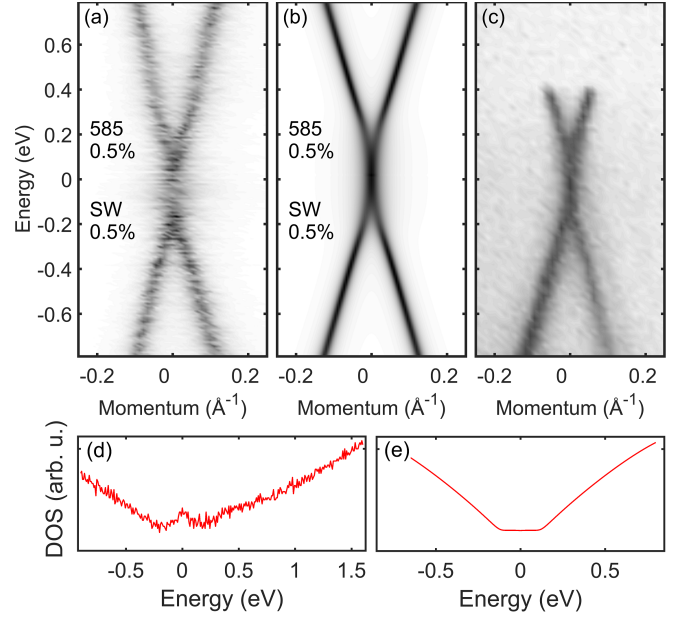 (a)
(b)
(c)
Energy (eV)
0.8
0.6
0.4
0.2
0
-0.2
-0.4
-0.6
585
0.5%
SW
0.5%
585
0.5%
SW
0.5%
-0.2 0 0.2
-0.2 0 0.2
-0.2 0 0.2
Momentum (Å⁻¹)
Momentum (Å⁻¹)
Momentum (Å⁻¹)
(d)
(e)
DOS (arb. u.)
-0.5 0 0.5 1 1.5
-0.5 0 0.5
Energy (eV)
Energy (eV)